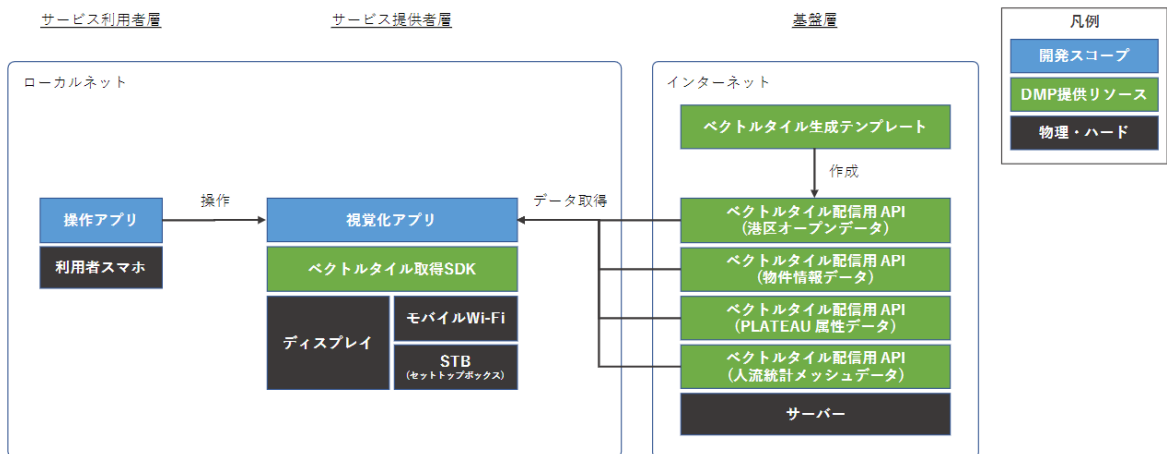 サービス利用者層
サービス提供者層
基盤層
凡例
開発スコープ
DMP提供リソース
物理・ハード
ローカルネット
インターネット
ベクトルタイル生成テンプレート
作成
操作アプリ
利用者スマホ
操作
視覚化アプリ
ベクトルタイル取得SDK
ディスプレイ
モバイルWi-Fi
STB
(セットトップボックス)
データ取得
ベクトルタイル配信用 API
(港区オープンデータ)
ベクトルタイル配信用 API
(物件情報データ)
ベクトルタイル配信用 API
(PLATEAU 属性データ)
ベクトルタイル配信用 API
(人流統計メッシュデータ)
サーバー